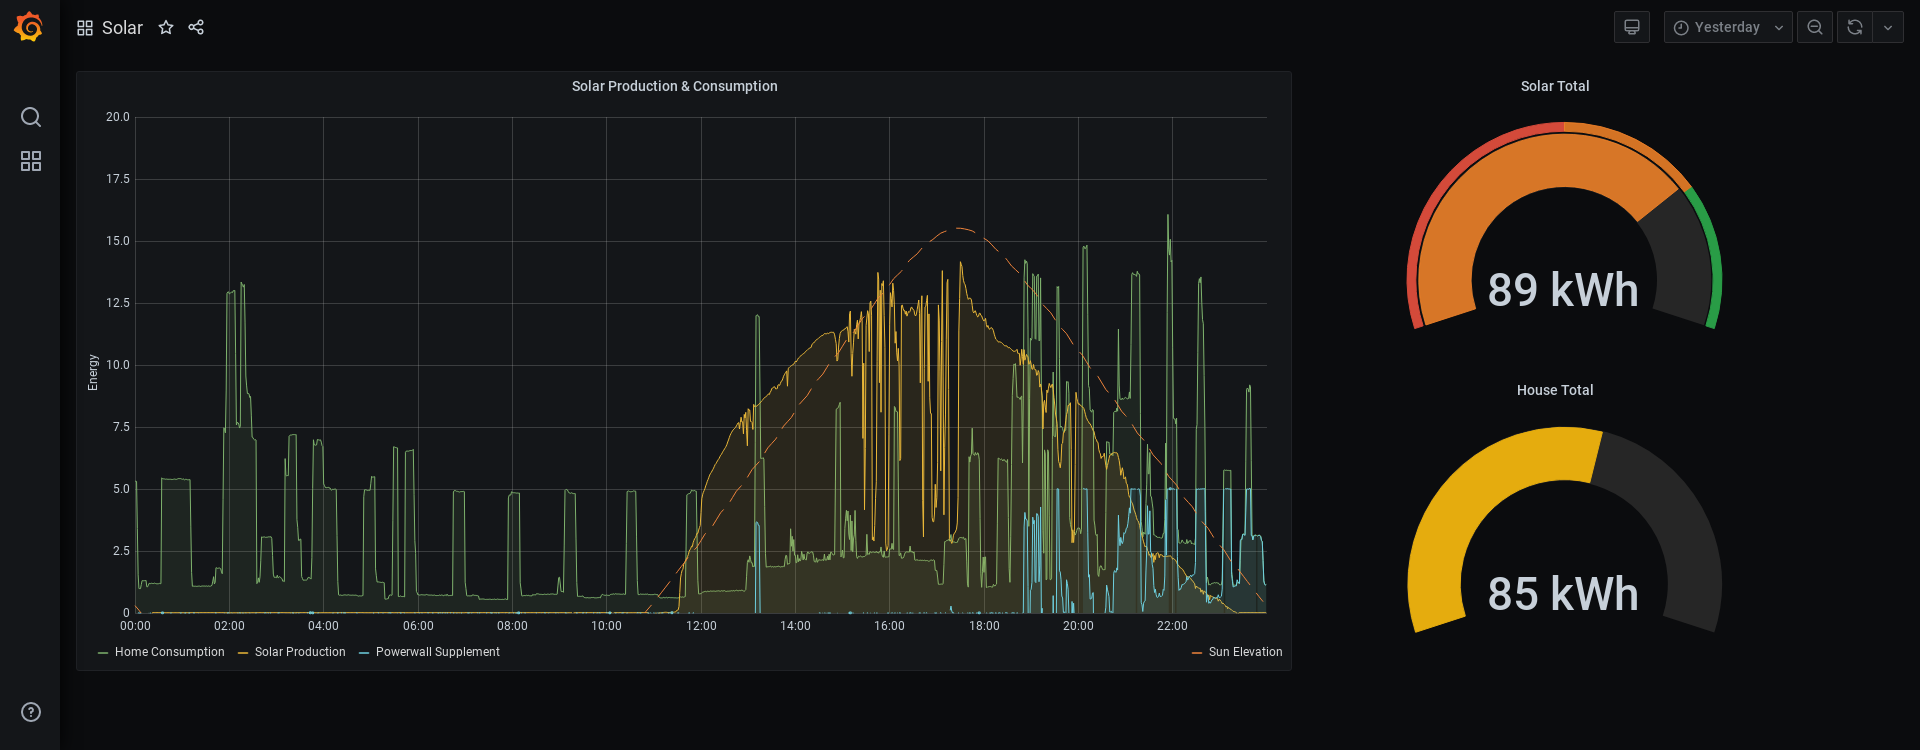 Solar
Yesterday
Solar Production & Consumption
20.0
17.5
15.0
12.5
10.0
7.5
5.0
2.5
0
Energy
00:00 02:00 04:00 06:00 08:00 10:00 12:00 14:00 16:00 18:00 20:00 22:00
Home Consumption Solar Production Powerwall Supplement Sun Elevation
Solar Total
89 kWh
House Total
85 kWh